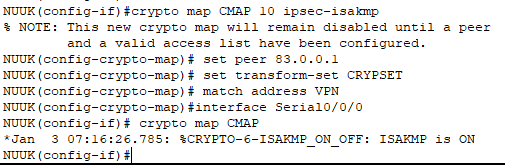 NUUK(config-if)#crypto map CMAP 10 ipsec-isakmp
% NOTE: This new crypto map will remain disabled until a peer
        and a valid access list have been configured.
NUUK(config-crypto-map)# set peer 83.0.0.1
NUUK(config-crypto-map)# set transform-set CRYPSET
NUUK(config-crypto-map)# match address VPN
NUUK(config-crypto-map)#interface Serial0/0/0
NUUK(config-if)# crypto map CMAP
*Jan  3 07:16:26.785: %CRYPTO-6-ISAKMP_ON_OFF: ISAKMP is ON
NUUK(config-if)#